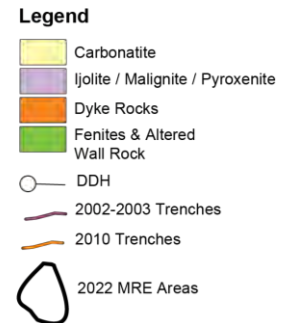 Legend
Carbonatite
Ijolite / Malignite / Pyroxenite
Dyke Rocks
Fenites & Altered
Wall Rock
DDH
2002-2003 Trenches
2010 Trenches
2022 MRE Areas